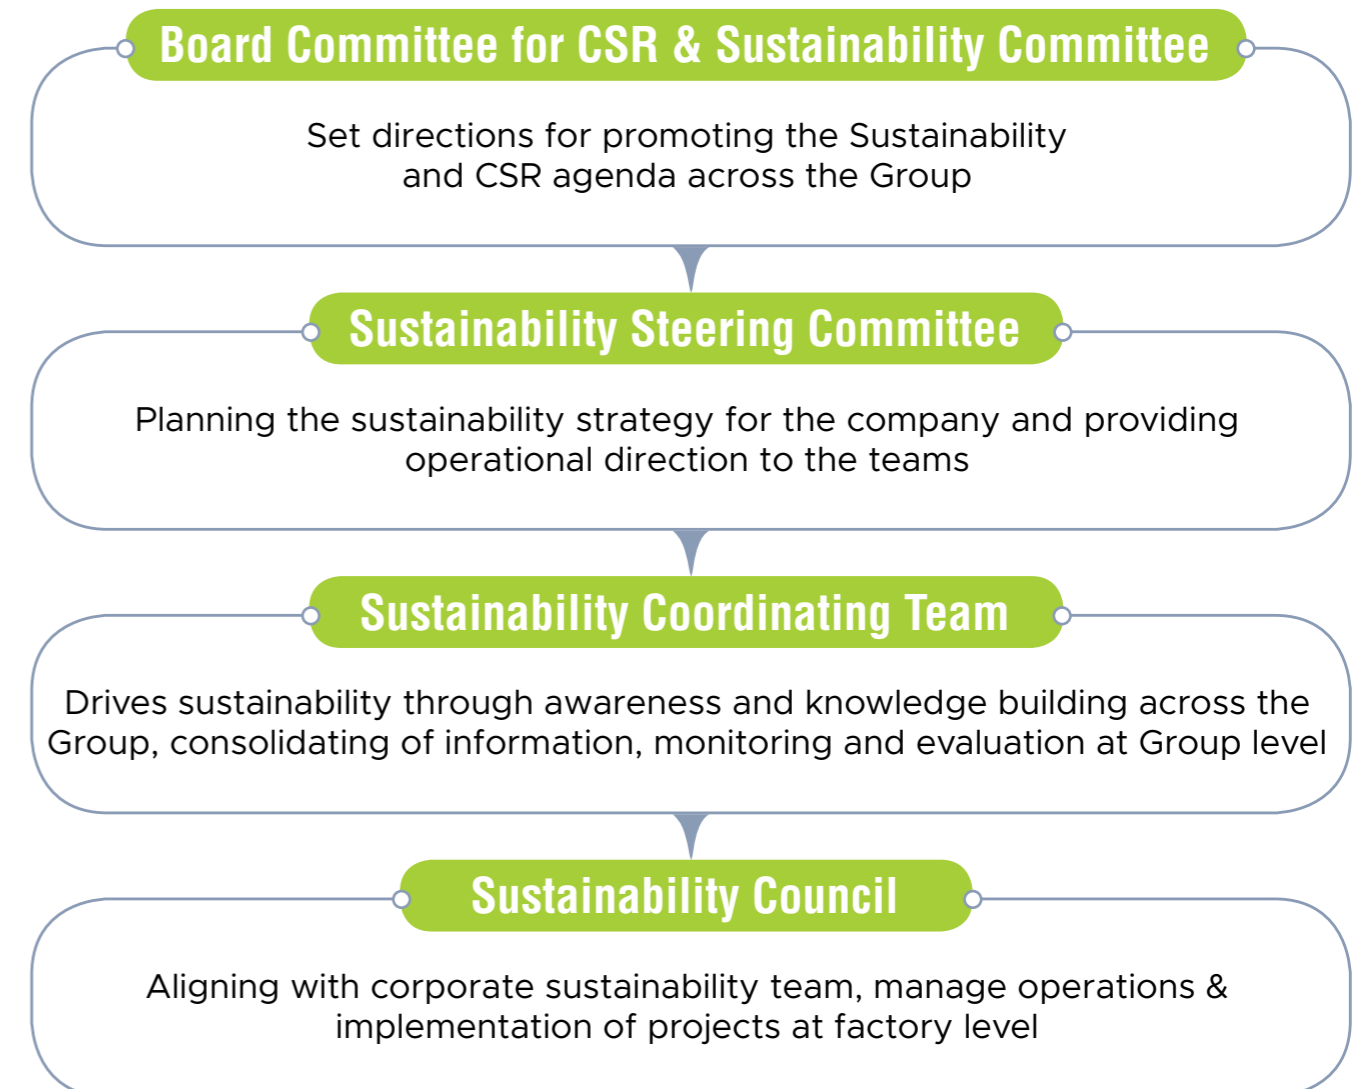 Board Committee for CSR & Sustainability Committee
Set directions for promoting the Sustainability
and CSR agenda across the Group
Sustainability Steering Committee
Planning the sustainability strategy for the company and providing
operational direction to the teams
Sustainability Coordinating Team
Drives sustainability through awareness and knowledge building across the
Group, consolidating of information, monitoring and evaluation at Group level
Sustainability Council
Aligning with corporate sustainability team, manage operations &
implementation of projects at factory level